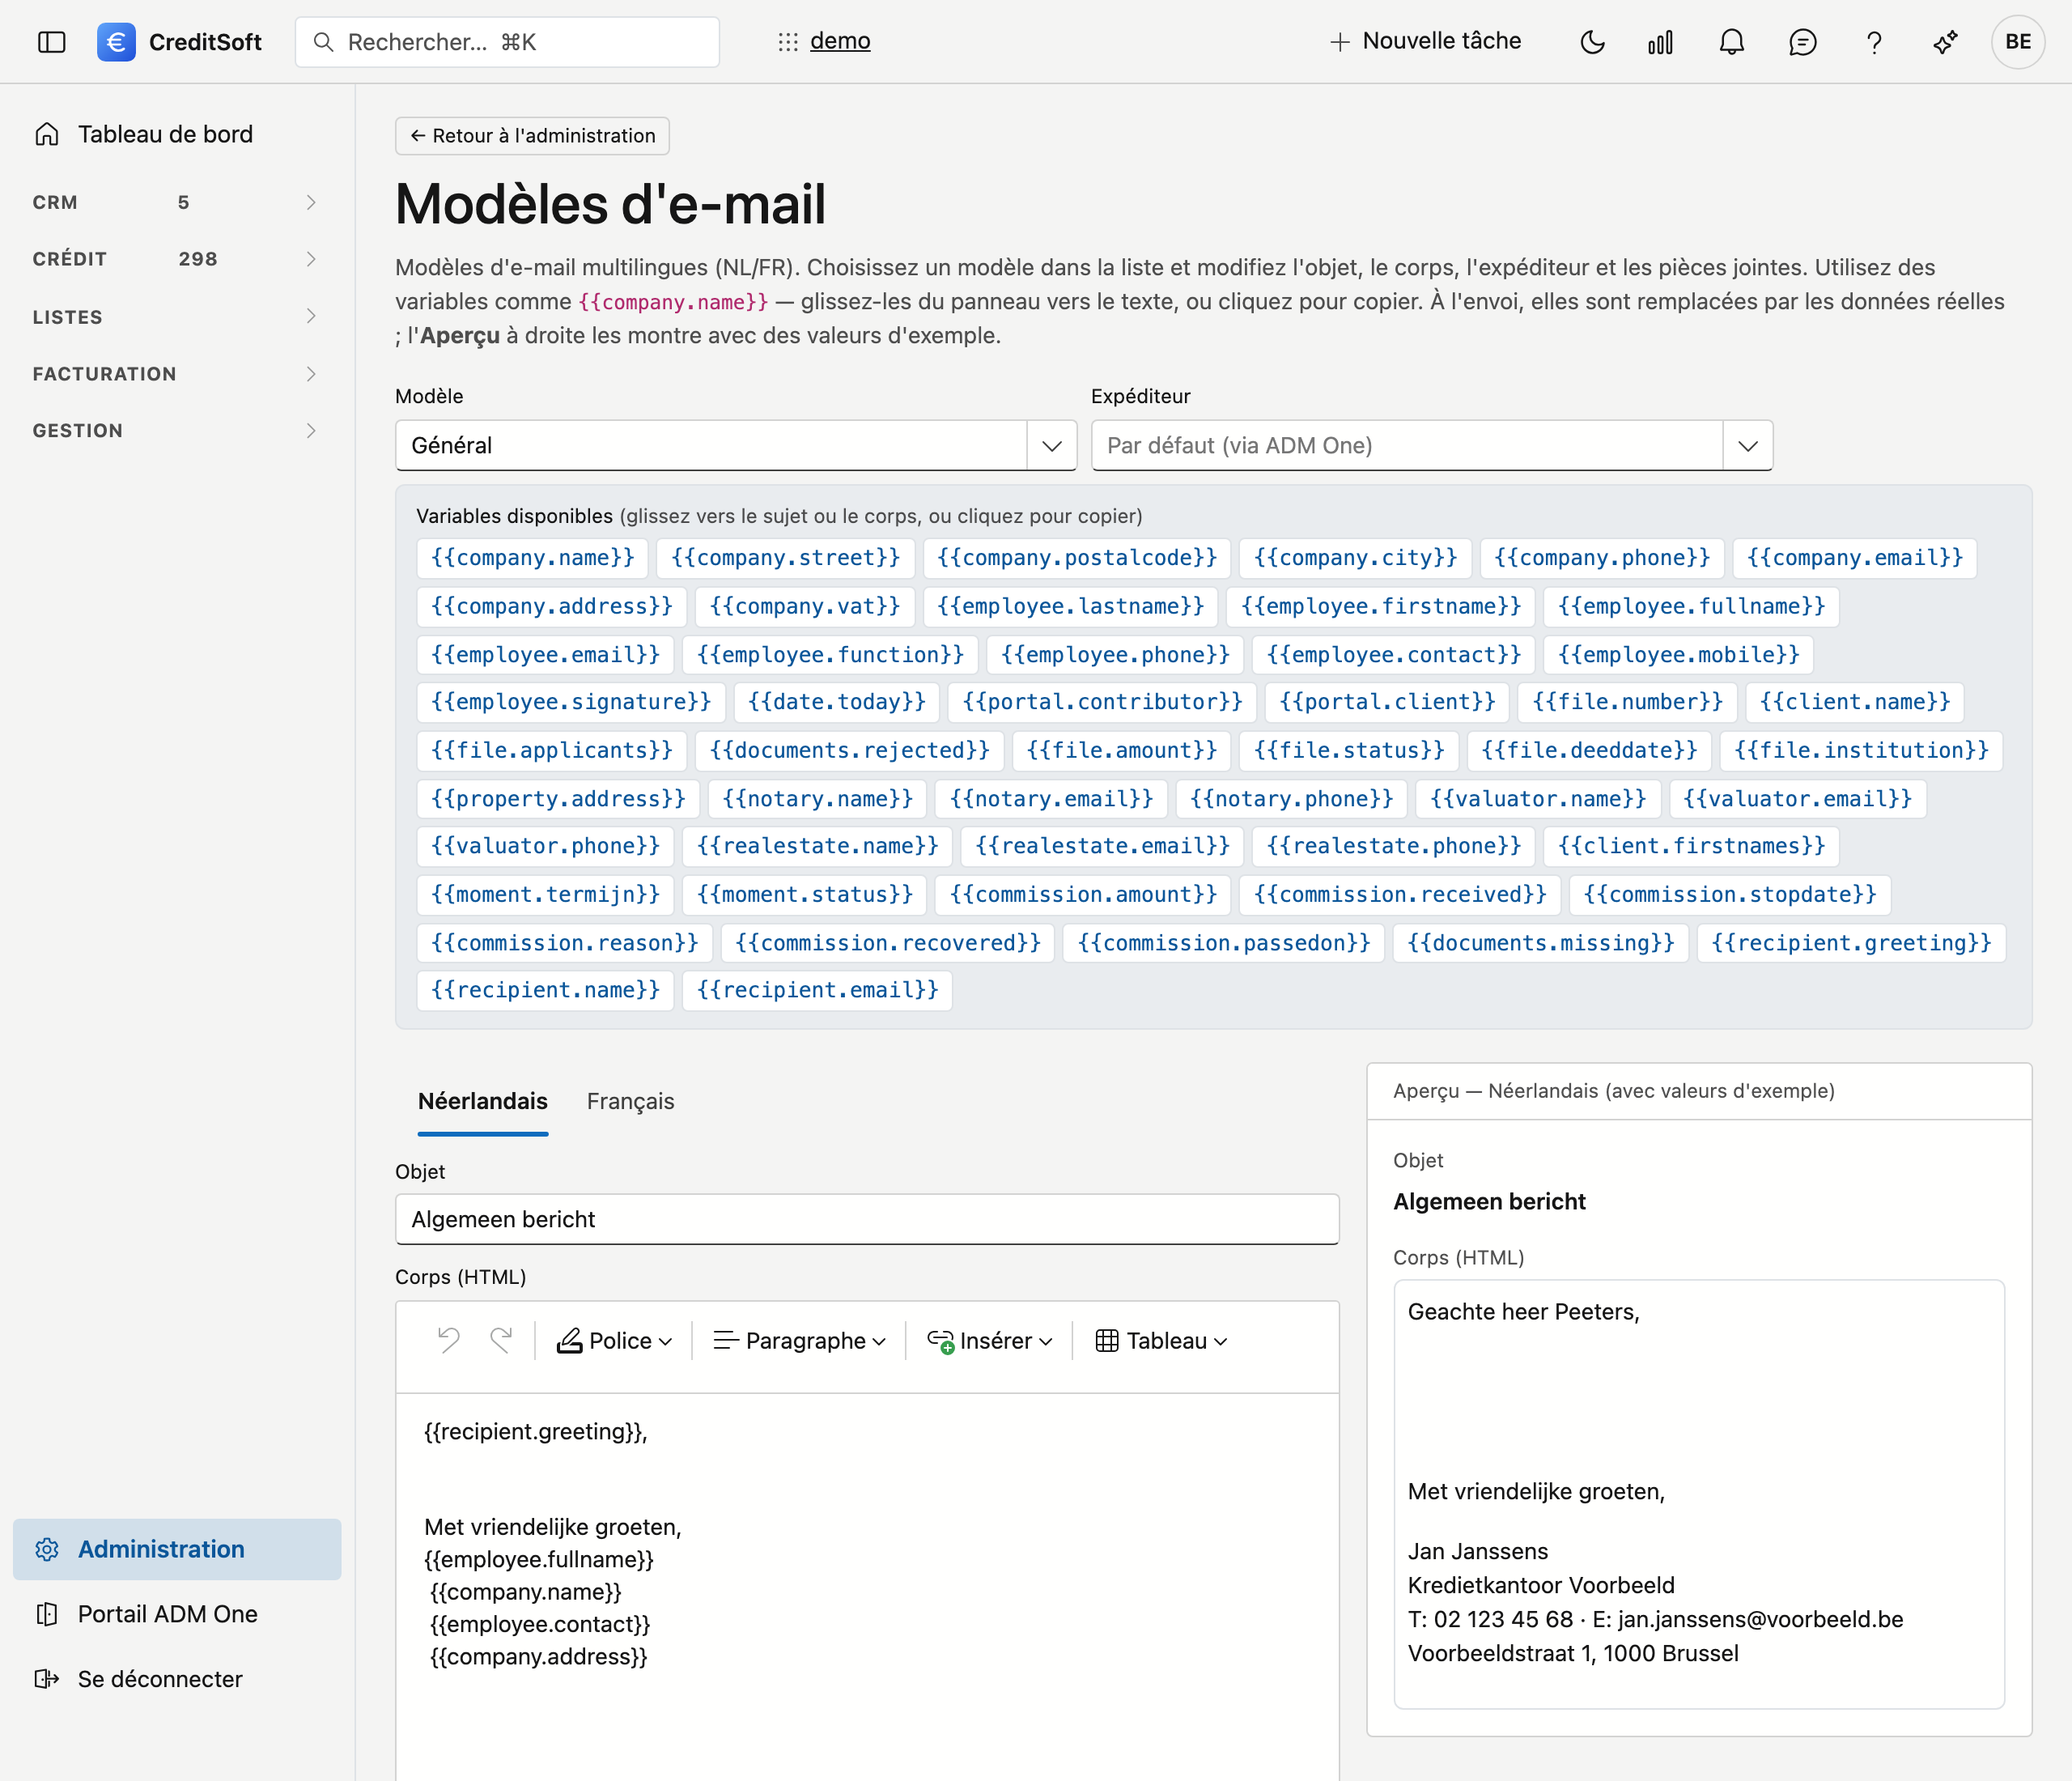 € CreditSoft
Rechercher... ⌘K
demo
Nouvelle tâche
BE
Tableau de bord
CRM 5
CRÉDIT 298
LISTES
FACTURATION
GESTION
Administration
Portail ADM One
Se déconnecter
← Retour à l'administration
Modèles d'e-mail
Modèles d'e-mail multilingues (NL/FR). Choisissez un modèle dans la liste et modifiez l'objet, le corps, l'expéditeur et les pièces jointes. Utilisez des
variables comme {{company.name}} — glissez-les du panneau vers le texte, ou cliquez pour copier. À l'envoi, elles sont remplacées par les données réelles
; l'Aperçu à droite les montre avec des valeurs d'exemple.
Modèle
Général
Expéditeur
Par défaut (via ADM One)
Variables disponibles (glissez vers le sujet ou le corps, ou cliquez pour copier)
{{company.name}} {{company.street}} {{company.postalcode}} {{company.city}} {{company.phone}} {{company.email}}
{{company.address}} {{company.vat}} {{employee.lastname}} {{employee.firstname}} {{employee.fullname}}
{{employee.email}} {{employee.function}} {{employee.phone}} {{employee.contact}} {{employee.mobile}}
{{employee.signature}} {{date.today}} {{portal.contributor}} {{portal.client}} {{file.number}} {{client.name}}
{{file.applicants}} {{documents.rejected}} {{file.amount}} {{file.status}} {{file.deeddate}} {{file.institution}}
{{property.address}} {{notary.name}} {{notary.email}} {{notary.phone}} {{valuator.name}} {{valuator.email}}
{{valuator.phone}} {{realestate.name}} {{realestate.email}} {{realestate.phone}} {{client.firstnames}}
{{moment.termijn}} {{moment.status}} {{commission.amount}} {{commission.received}} {{commission.stopdate}}
{{commission.reason}} {{commission.recovered}} {{commission.passedon}} {{documents.missing}} {{recipient.greeting}}
{{recipient.name}} {{recipient.email}}
Néerlandais Français
Objet
Algemeen bericht
Corps (HTML)
Police Paragraphe Insérer Tableau
{{recipient.greeting}},
Met vriendelijke groeten,
{{employee.fullname}}
{{company.name}}
{{employee.contact}}
{{company.address}}
Aperçu — Néerlandais (avec valeurs d'exemple)
Objet
Algemeen bericht
Corps (HTML)
Geachte heer Peeters,
Met vriendelijke groeten,
Jan Janssens
Kredietkantoor Voorbeeld
T: 02 123 45 68 · E: jan.janssens@voorbeeld.be
Voorbeeldstraat 1, 1000 Brussel